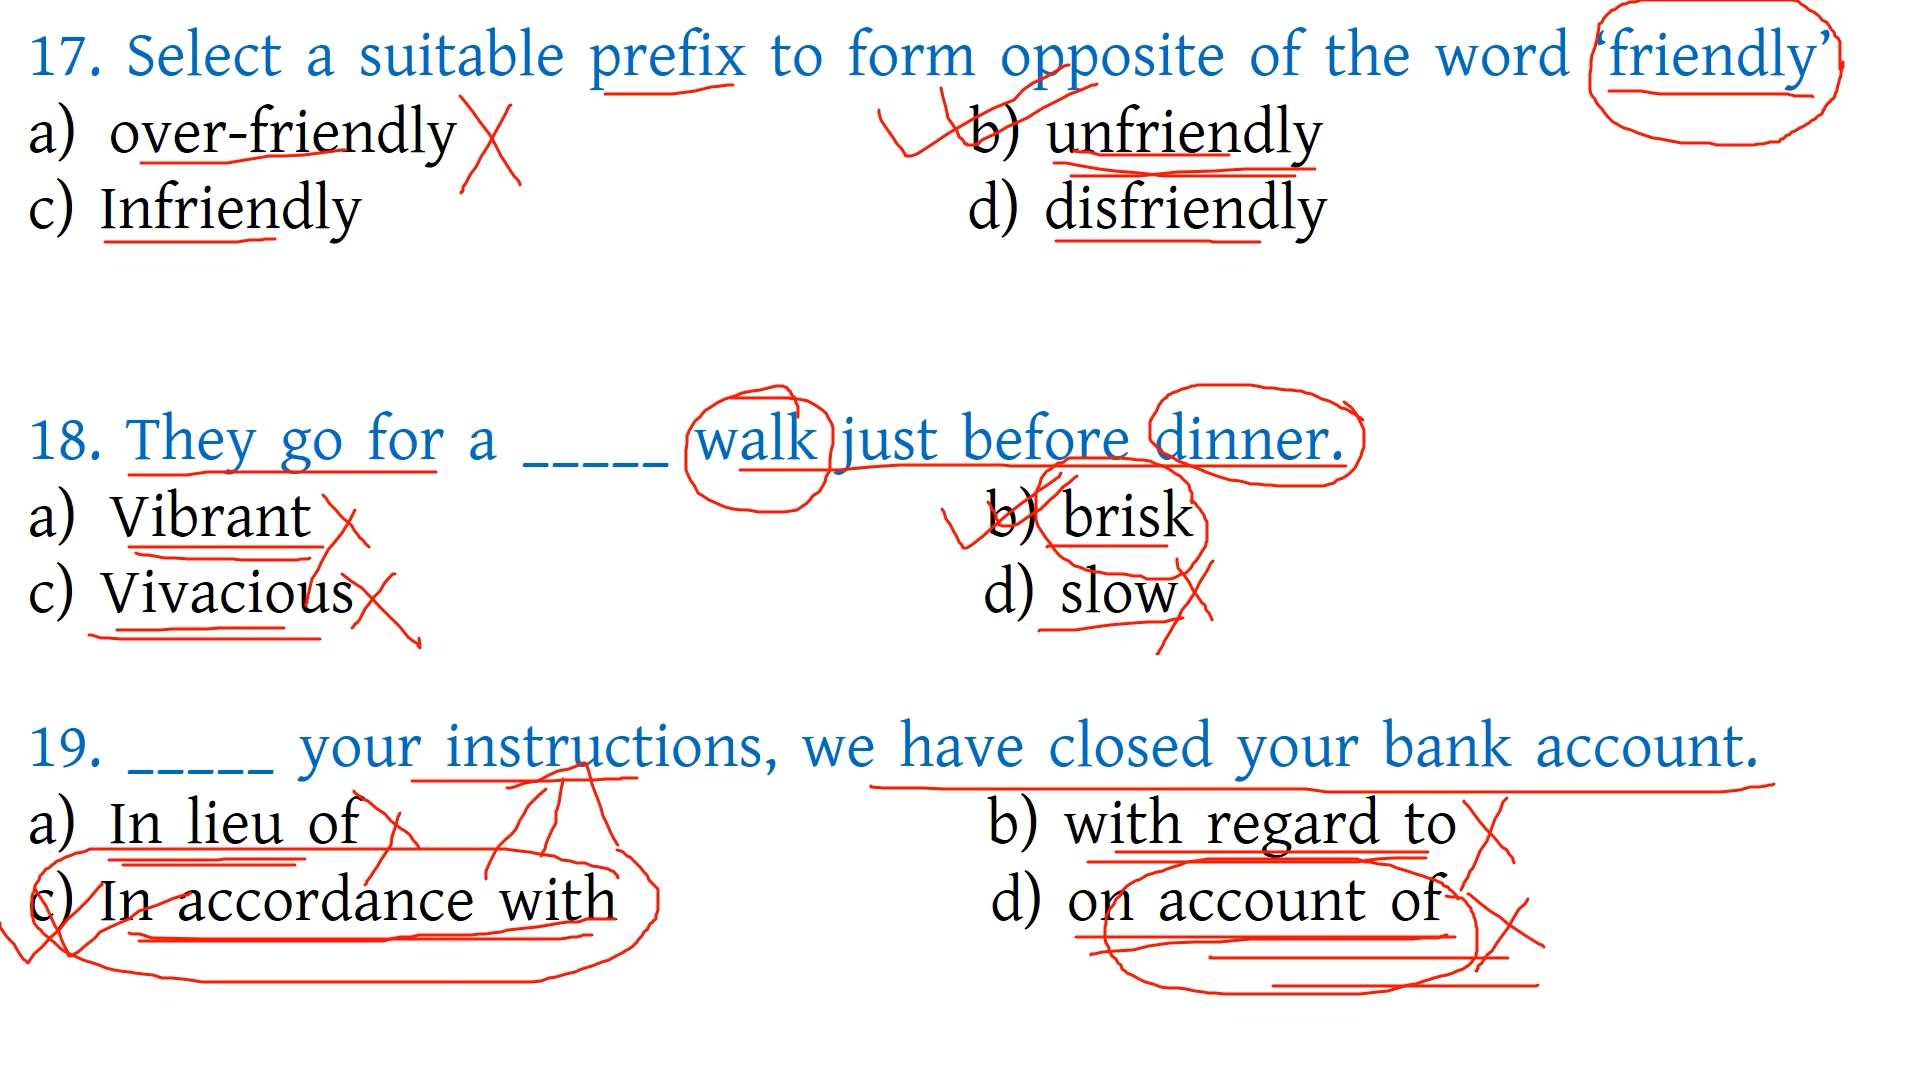 17. Select a suitable prefix to form opposite of the word ‘friendly’
a) over-friendly b) unfriendly
c) Infriendly d) disfriendly
18. They go for a _____ walk just before dinner.
a) Vibrant b) brisk
c) Vivacious d) slow
19. _____ your instructions, we have closed your bank account.
a) In lieu of b) with regard to
c) In accordance with d) on account of